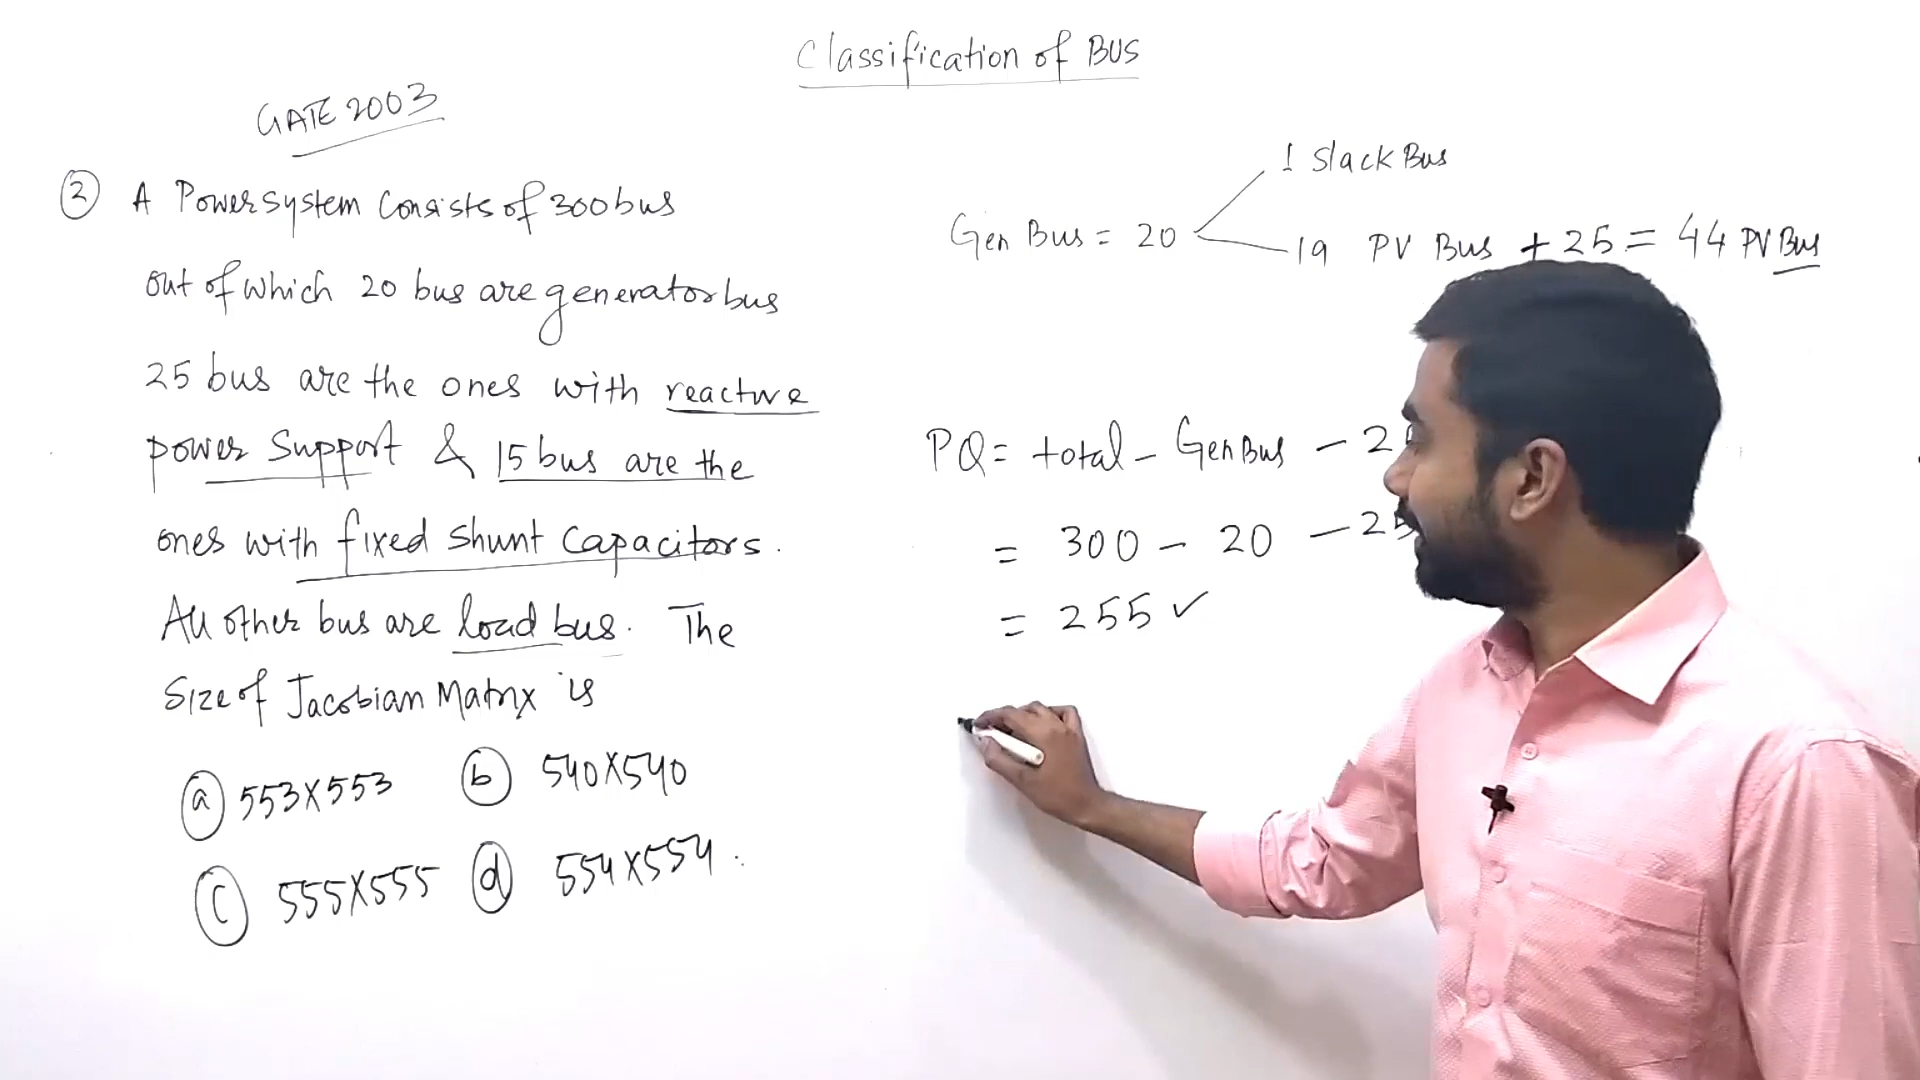 Classification of BUS
GATE 2003
② A Power system Consists of 300 bus
out of which 20 bus are generator bus
25 bus are the ones with reactive
power Support & 15 bus are the
ones with fixed shunt capacitors.
All other bus are load bus. The
Size of Jacobian Matrix is
ⓐ 553X553 ⓑ 540X540
ⓒ 555X555 ⓓ 554X554.
1 Slack Bus
Gen Bus = 20
19 PV Bus + 25 = 44 PV Bus
PQ = total - Gen Bus - 25
= 300 - 20 - 25
= 255 ✓